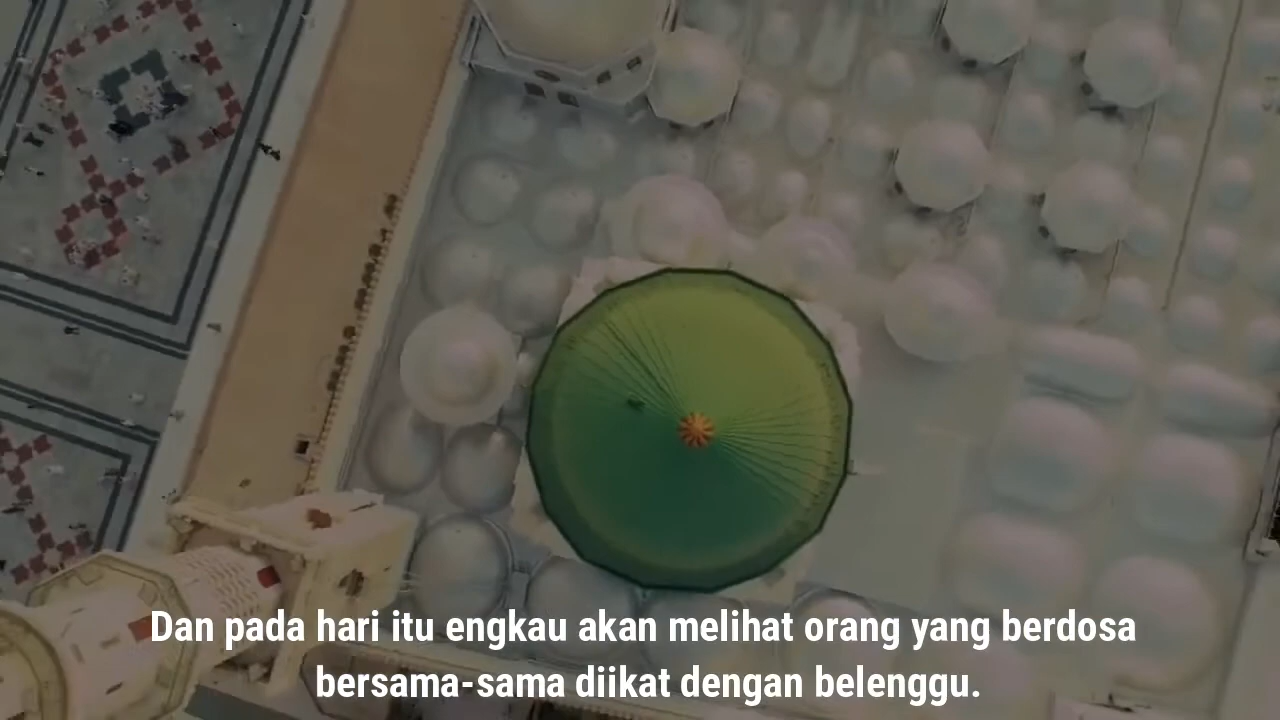 Dan pada hari itu engkau akan melihat orang yang berdosa
bersama-sama diikat dengan belenggu.